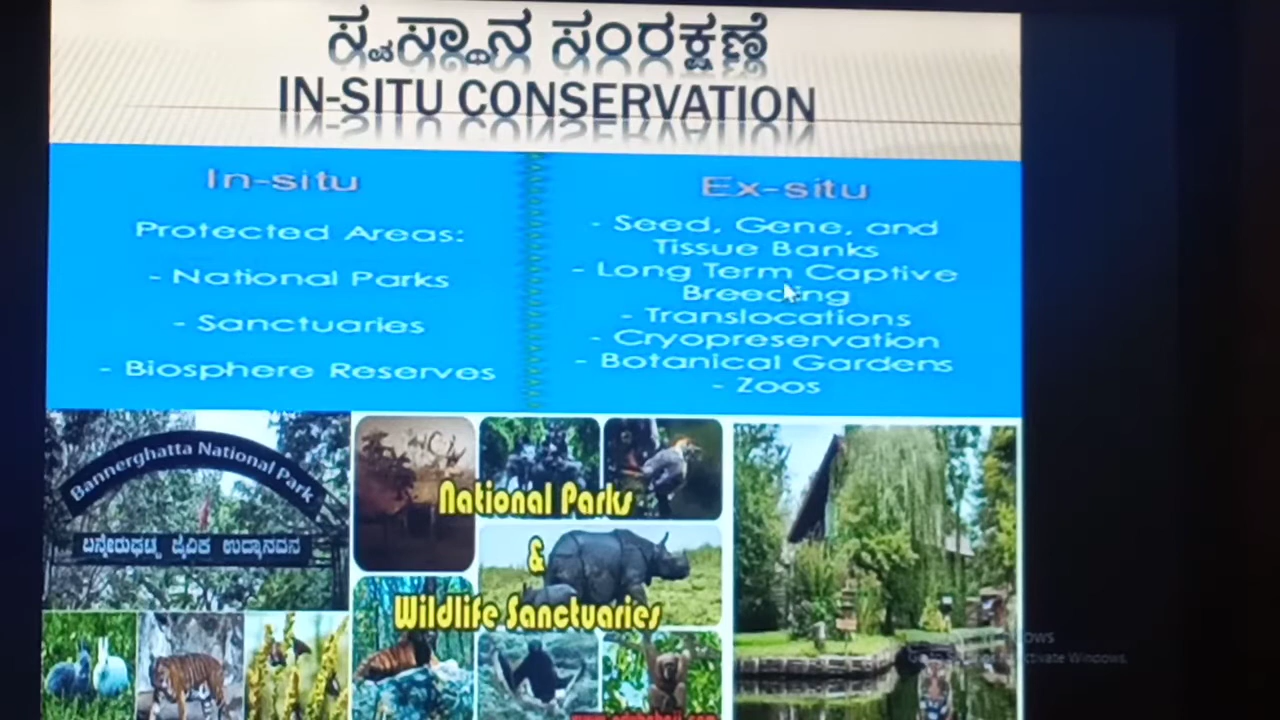 ಸ್ವಸ್ಥಾನ ಸಂರಕ್ಷಣೆ
IN-SITU CONSERVATION
In-situ
Protected Areas:
- National Parks
- Sanctuaries
- Biosphere Reserves
Ex-situ
- Seed, Gene, and
Tissue Banks
- Long Term Captive
Breeding
- Translocations
- Cryopreservation
- Botanical Gardens
- Zoos
Bannerghatta National Park
ಬನ್ನೇರುಘಟ್ಟ ಜೈವಿಕ ಉದ್ಯಾನವನ
National Parks
&
Wildlife Sanctuaries